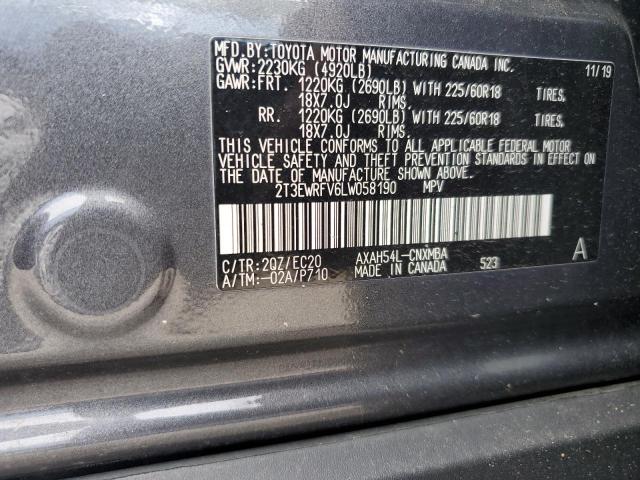 MFD.BY:TOYOTA MOTOR MANUFACTURING CANADA INC.
GVWR:2230KG (4920LB) 11/19
GAWR:FRT. 1220KG (2690LB) WITH 225/60R18 TIRES,
18X7.0J RIMS.
RR. 1220KG (2690LB) WITH 225/60R18 TIRES,
18X7.0J RIMS.
THIS VEHICLE CONFORMS TO ALL APPLICABLE FEDERAL MOTOR
VEHICLE SAFETY AND THEFT PREVENTION STANDARDS IN EFFECT
ON THE DATE OF MANUFACTURE SHOWN ABOVE.
2T3EWRFV6LW058190 MPV
C/TR:2QZ/EC20 AXAH54L-CNXMBA
A/TM:-02A/P710 MADE IN CANADA 523 A